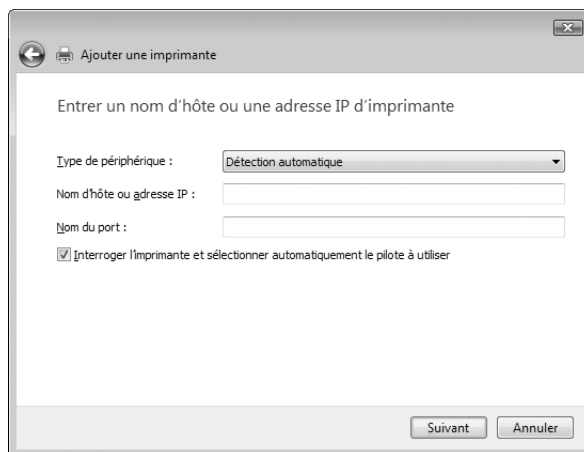 Ajouter une imprimante
Entrer un nom d'hôte ou une adresse IP d'imprimante
Type de périphérique : Détection automatique
Nom d'hôte ou adresse IP :
Nom du port :
Interroger l'imprimante et sélectionner automatiquement le pilote à utiliser
Suivant Annuler